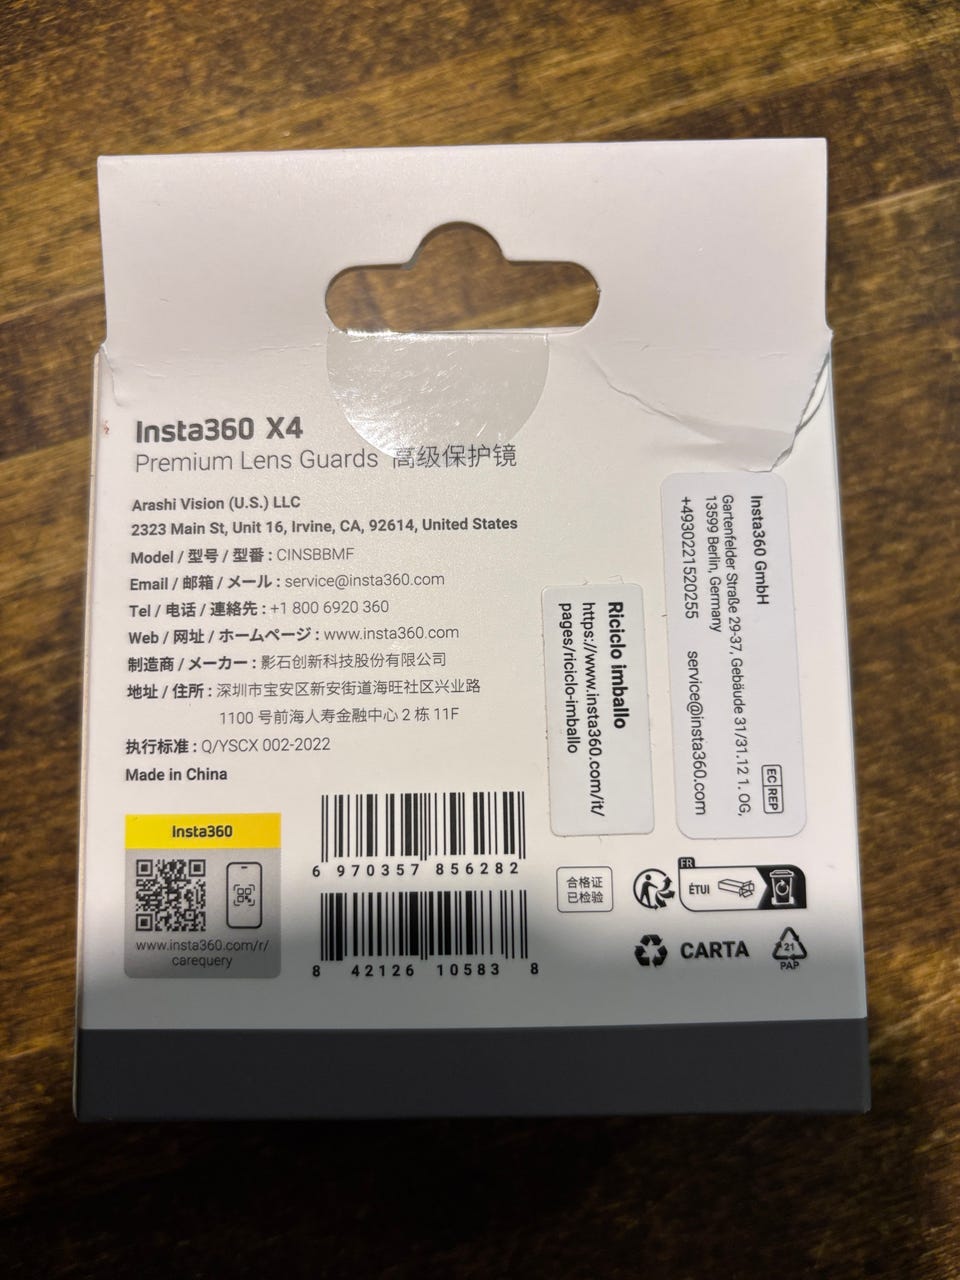 Insta360 X4
Premium Lens Guards 高级保护镜
Arashi Vision (U.S.) LLC
2323 Main St, Unit 16, Irvine, CA, 92614, United States
Model / 型号 / 型番 : CINSBBMF
Email / 邮箱 / メール : service@insta360.com
Tel / 电话 / 連絡先 : +1 800 6920 360
Web / 网址 / ホームページ : www.insta360.com
制造商 / メーカー : 影石创新科技股份有限公司
地址 / 住所 : 深圳市宝安区新安街道海旺社区兴业路
1100 号前海人寿金融中心 2 栋 11F
执行标准 : Q/YSCX 002-2022
Made in China
Insta360
www.insta360.com/r/
carequery
6 970357 856282
8 42126 10583 8
Riciclo imballo
https://www.insta360.com/it/
pages/riciclo-imballo
Insta360 GmbH
Gartenfelder Straße 29-37, Gebäude 31/31.12 1. OG,
13599 Berlin, Germany
+4930221520255 service@insta360.com
EC REP
合格证
已检验
FR
ÉTUI
CARTA
21
PAP